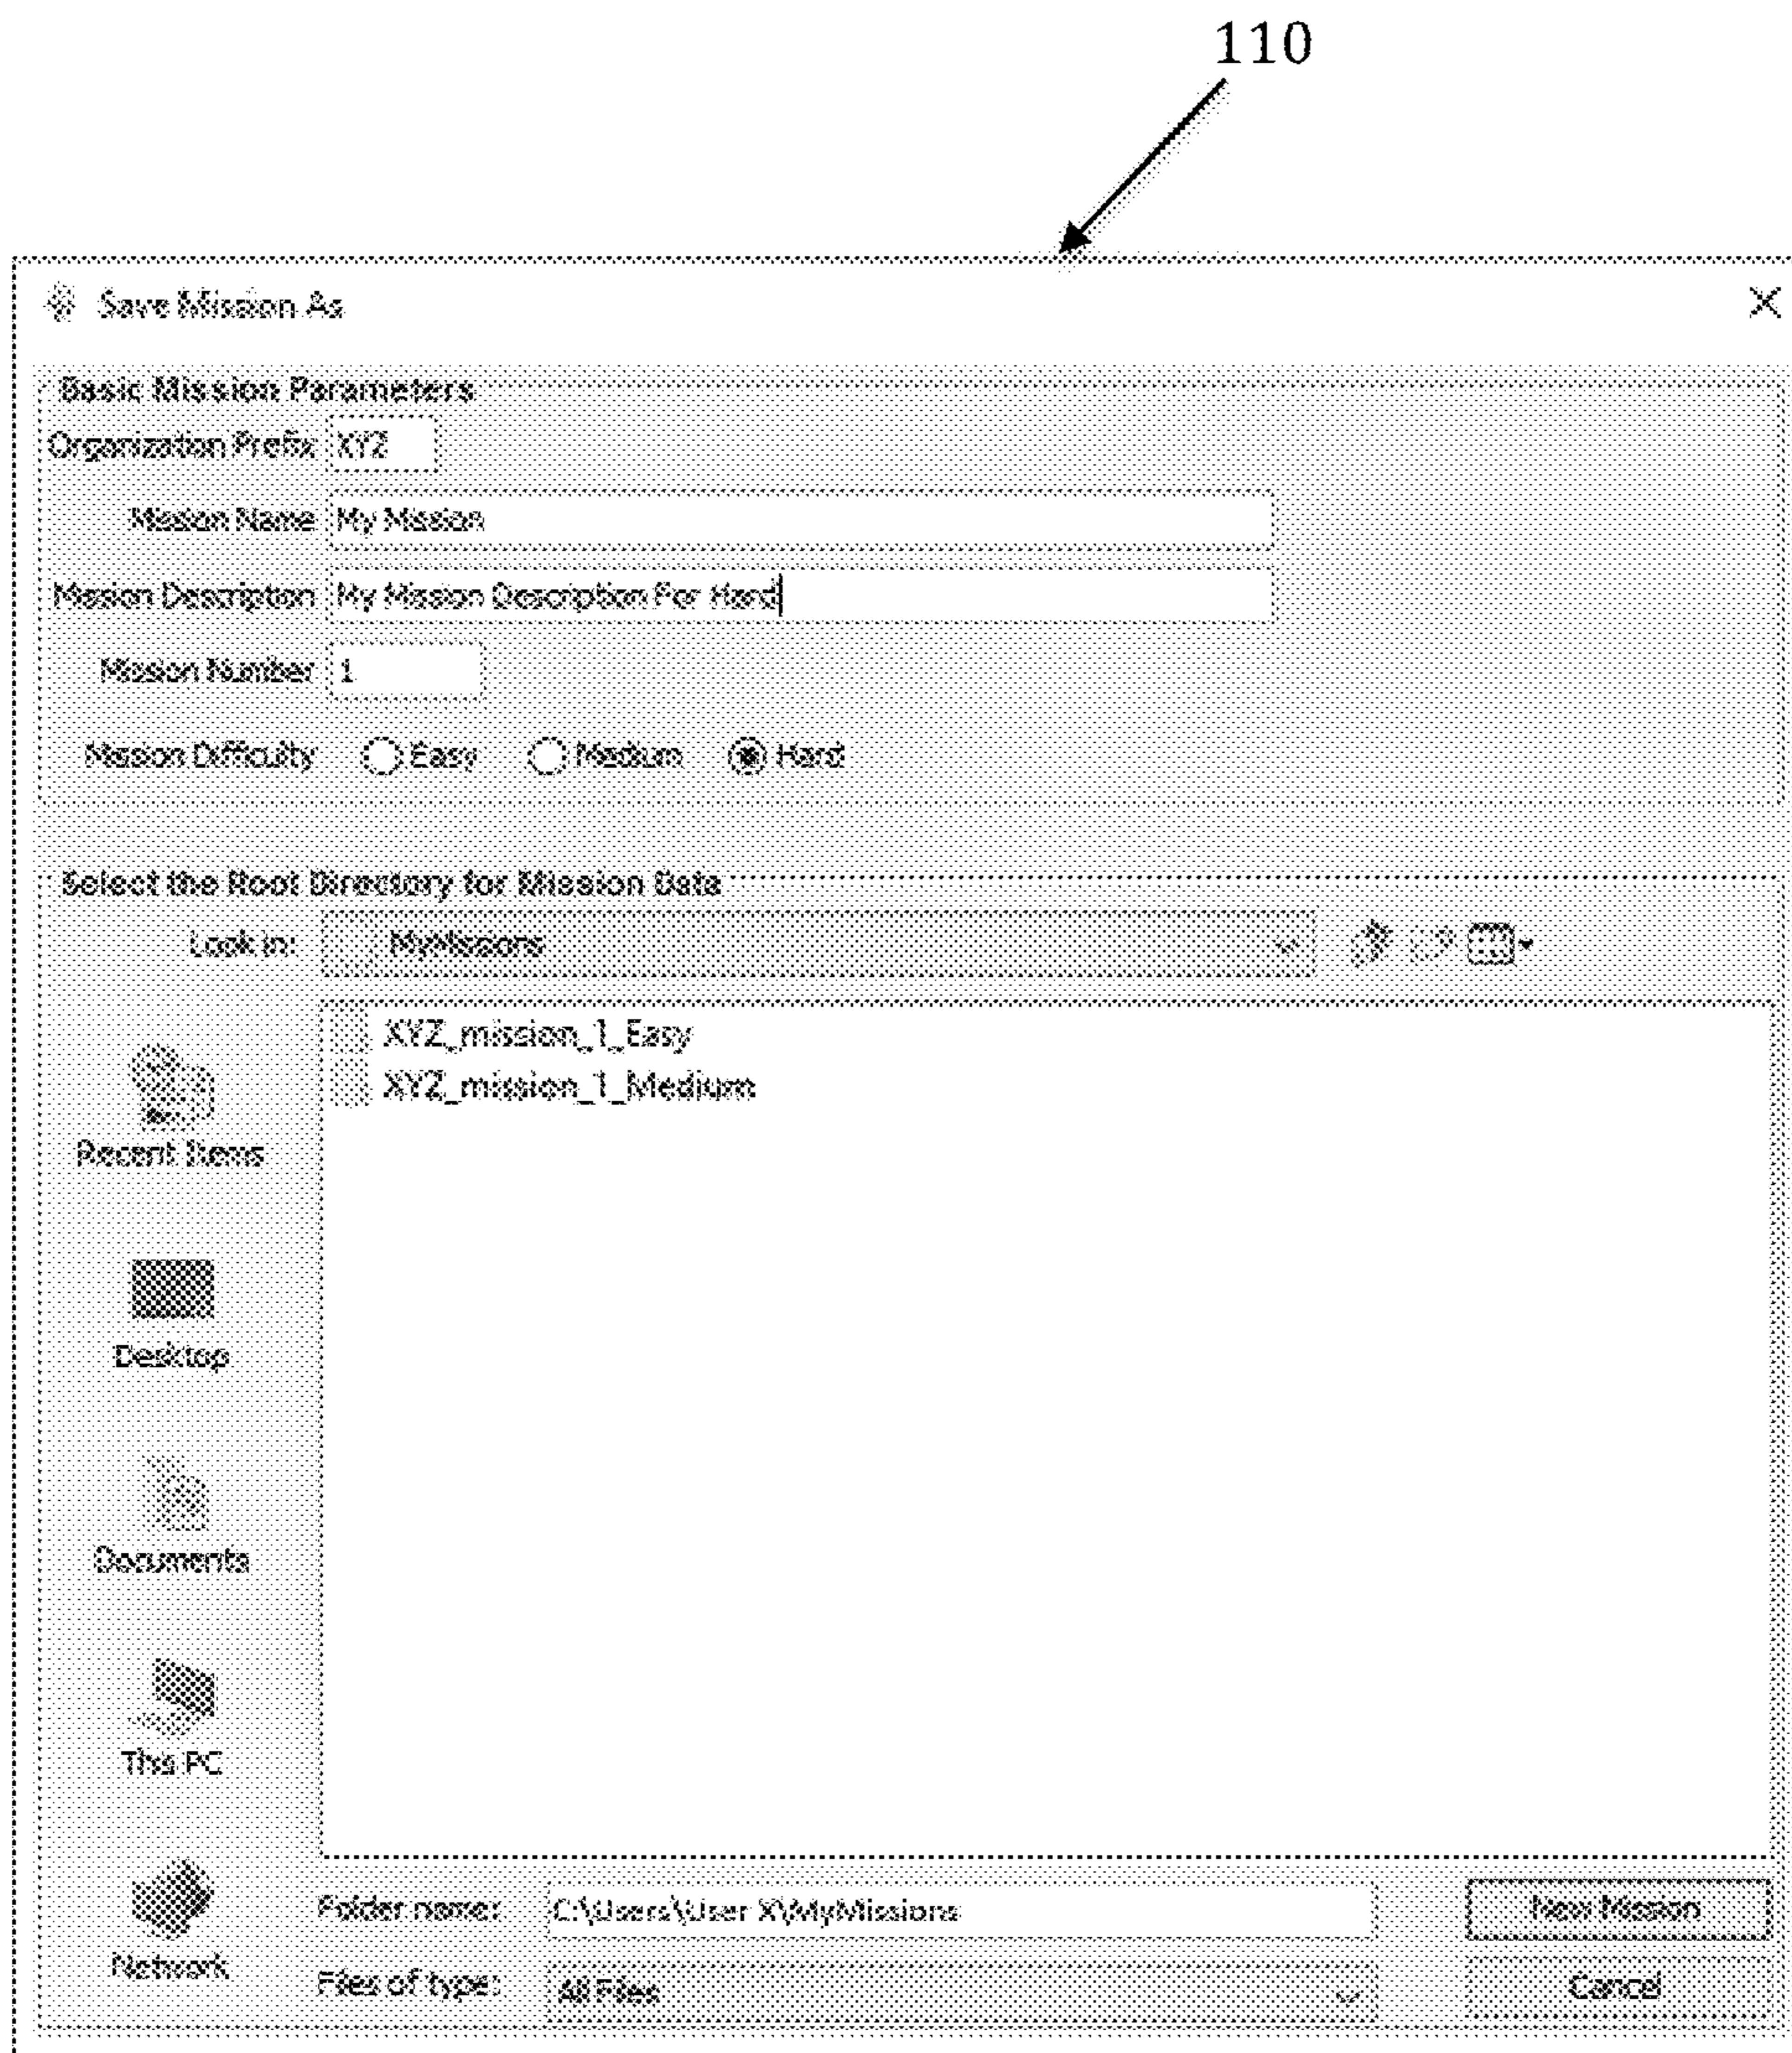 110
Save Mission As
Basic Mission Parameters
Organization Prefix XYZ
Mission Name My Mission
Mission Description My Mission Description For Hard
Mission Number 1
Mission Difficulty Easy Medium Hard
Select the Root Directory for Mission Data
Look in: MyMissions
XYZ_mission_1_Easy
XYZ_mission_1_Medium
Recent Items
Desktop
Documents
This PC
Network
Folder name: C:\Users\User X\MyMissions New Mission
Files of type: All Files Cancel